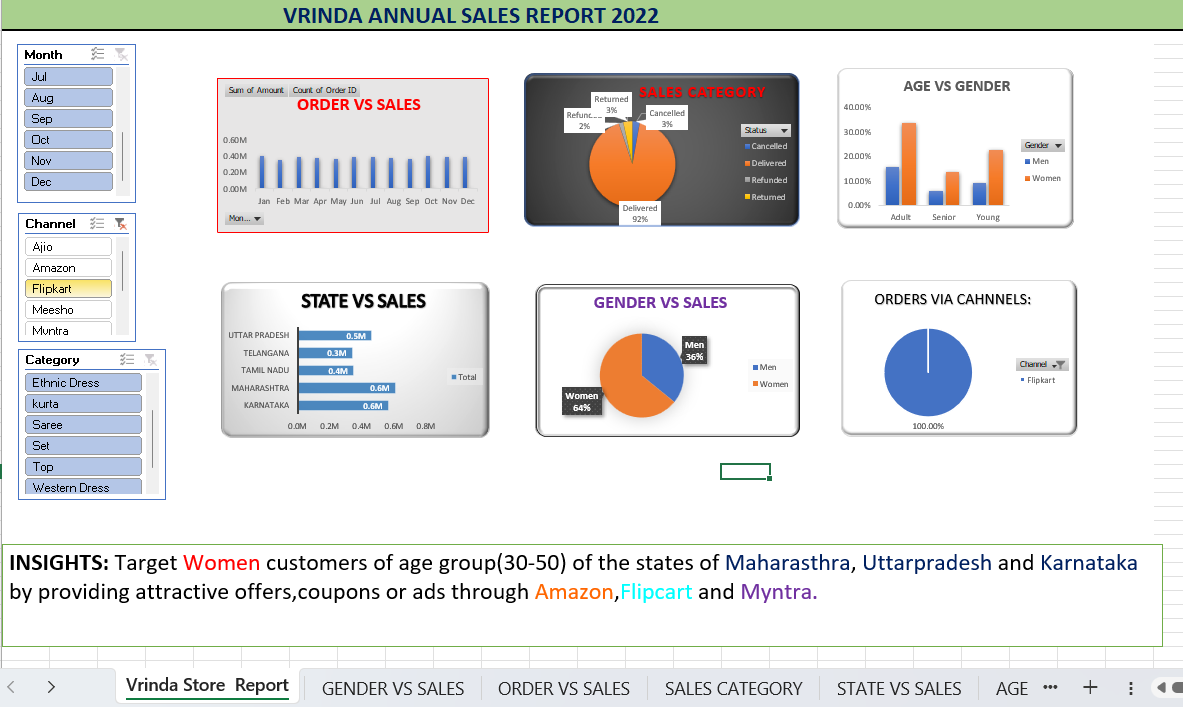 VRINDA ANNUAL SALES REPORT 2022
Month
Jul
Aug
Sep
Oct
Nov
Dec
Channel
Ajio
Amazon
Flipkart
Meesho
Myntra
Category
Ethnic Dress
kurta
Saree
Set
Top
Western Dress
Sum of Amount Count of Order ID
ORDER VS SALES
0.60M
0.40M
0.20M
0.00M
Jan Feb Mar Apr May Jun Jul Aug Sep Oct Nov Dec
Mon...
SALES CATEGORY
Returned
3%
Refun...
2%
Cancelled
3%
Delivered
92%
Status
Cancelled
Delivered
Refunded
Returned
AGE VS GENDER
40.00%
30.00%
20.00%
10.00%
0.00%
Adult Senior Young
Gender
Men
Women
STATE VS SALES
UTTAR PRADESH 0.5M
TELANGANA 0.3M
TAMIL NADU 0.4M
MAHARASHTRA 0.6M
KARNATAKA 0.6M
0.0M 0.2M 0.4M 0.6M 0.8M
Total
GENDER VS SALES
Men
36%
Women
64%
Men
Women
ORDERS VIA CAHNNELS:
100.00%
Channel
Flipkart
INSIGHTS: Target Women customers of age group(30-50) of the states of Maharasthra, Uttarpradesh and Karnataka
by providing attractive offers,coupons or ads through Amazon,Flipcart and Myntra.
Vrinda Store Report GENDER VS SALES ORDER VS SALES SALES CATEGORY STATE VS SALES AGE ...